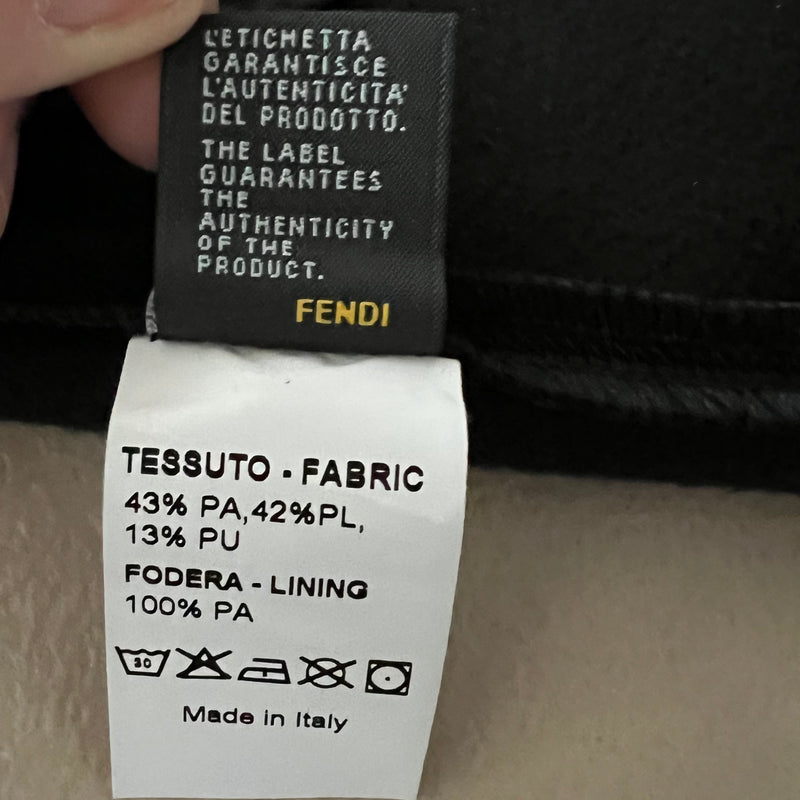 L'ETICHETTA
GARANTISCE
L'AUTENTICITA'
DEL PRODOTTO.
THE LABEL
GUARANTEES
THE
AUTHENTICITY
OF THE
PRODUCT.
FENDI
TESSUTO - FABRIC
43% PA,42%PL,
13% PU
FODERA - LINING
100% PA
30
Made in Italy